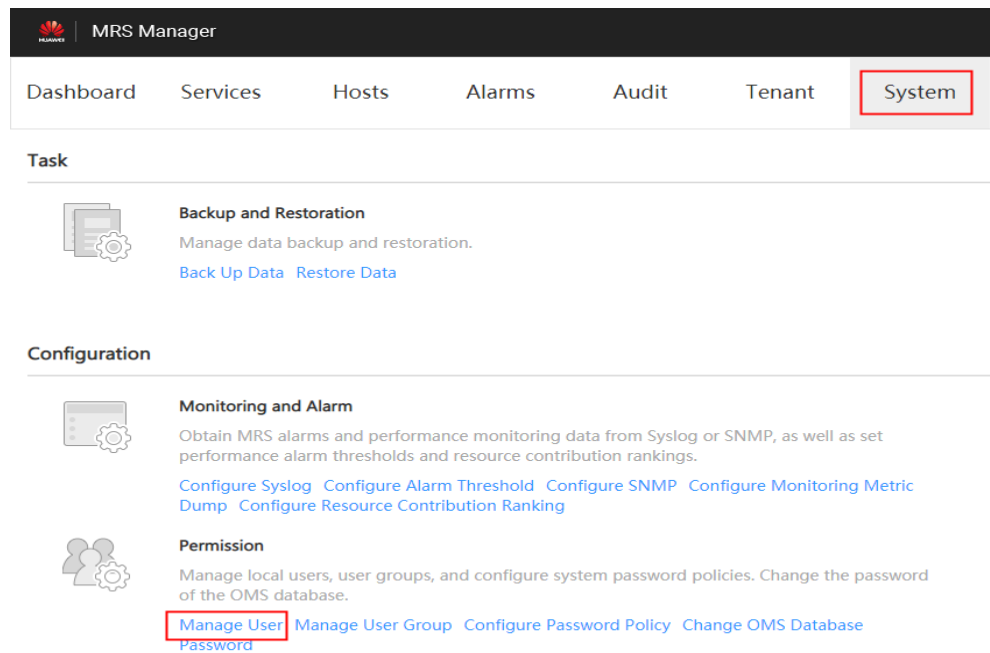 HUAWEI
MRS Manager
Dashboard Services Hosts Alarms Audit Tenant System
Task
Backup and Restoration
Manage data backup and restoration.
Back Up Data Restore Data
Configuration
Monitoring and Alarm
Obtain MRS alarms and performance monitoring data from Syslog or SNMP, as well as set
performance alarm thresholds and resource contribution rankings.
Configure Syslog Configure Alarm Threshold Configure SNMP Configure Monitoring Metric
Dump Configure Resource Contribution Ranking
Permission
Manage local users, user groups, and configure system password policies. Change the password
of the OMS database.
Manage User Manage User Group Configure Password Policy Change OMS Database
Password